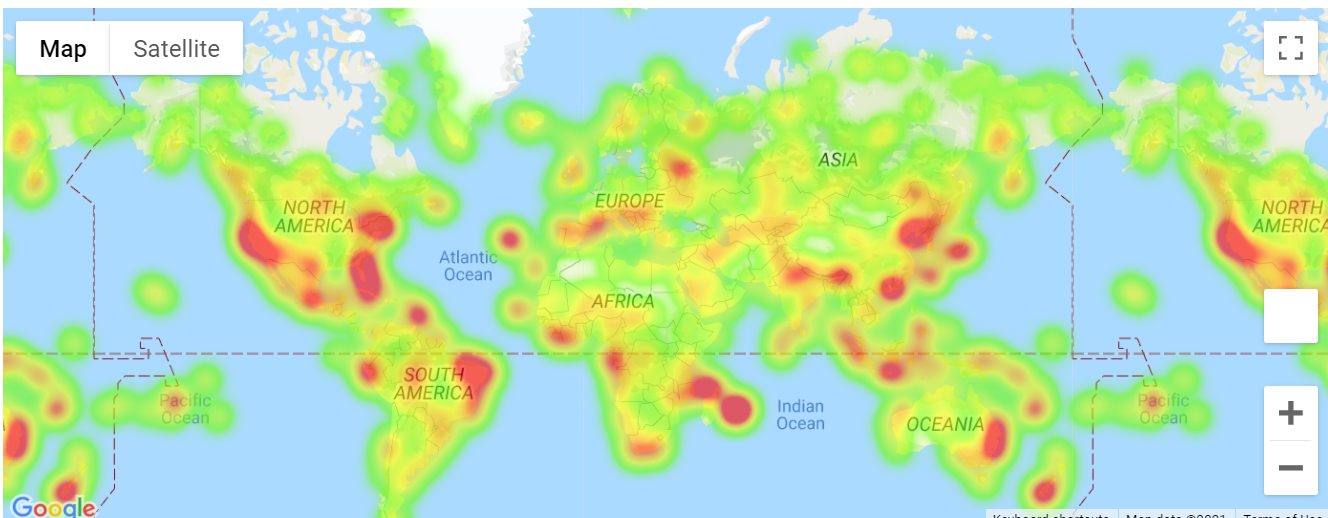 Map
Satellite
ASIA
EUROPE
NORTH
AMERICA
NORTH
AMERICA
Atlantic
Ocean
AFRICA
SOUTH
AMERICA
Pacific
Ocean
Indian
Ocean
OCEANIA
Pacific
Ocean
Google
Keyboard shortcuts
Map data ©2021
Terms of Use